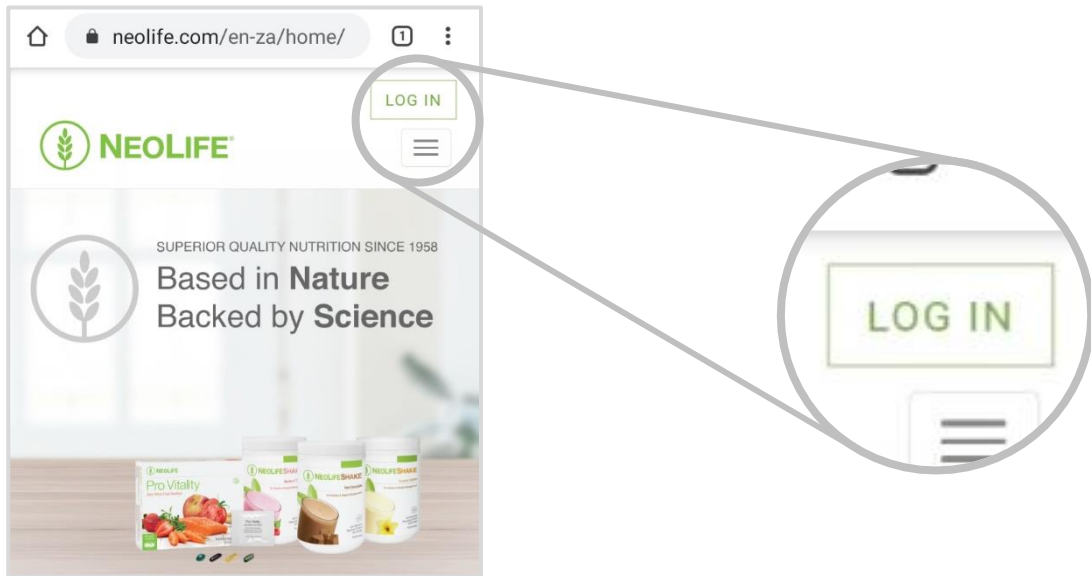 neolife.com/en-za/home/
1
LOG IN
NEOLIFE
SUPERIOR QUALITY NUTRITION SINCE 1958
Based in Nature
Backed by Science
LOG IN
NEOLIFE
Pro Vitality
NEOLIFESHAKE
NEOLIFESHAKE
NEOLIFESHAKE